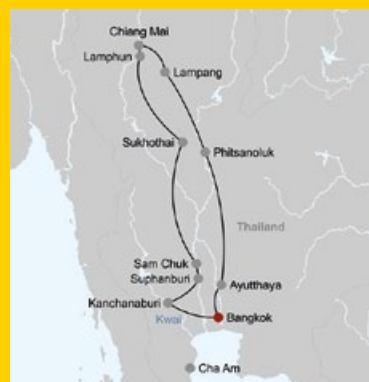 Chiang Mai
Lamphun
Lampang
Sukhothai
Phitsanoluk
Thailand
Sam Chuk
Suphanburi
Ayutthaya
Kanchanaburi
Kwai
Bangkok
Cha Am